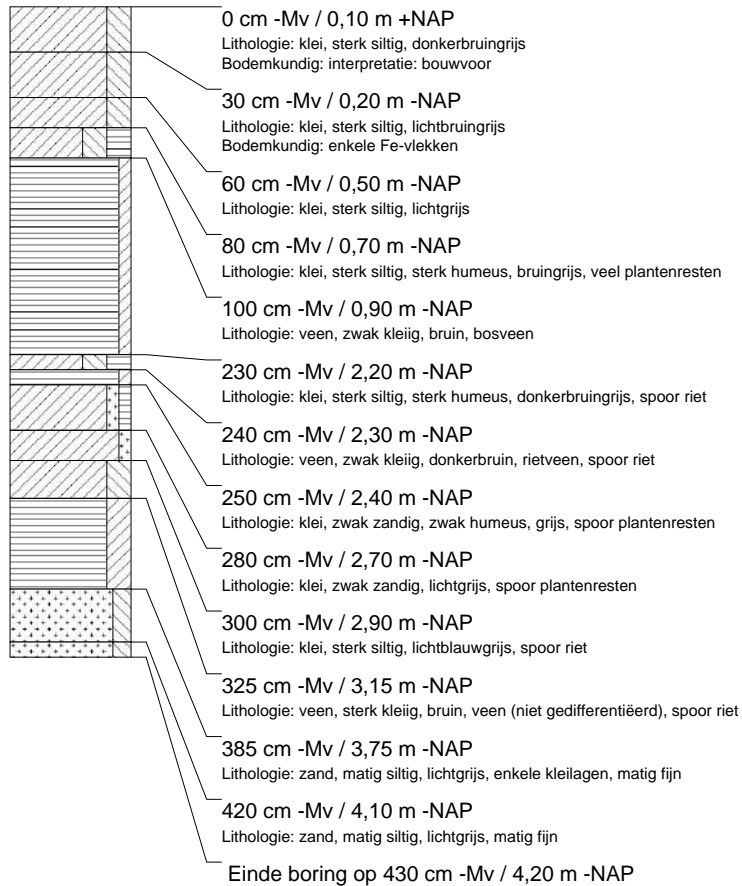 0 cm -Mv / 0,10 m +NAP
Lithologie: klei, sterk siltig, donkerbruingrijs
Bodemkundig: interpretatie: bouwvoor
30 cm -Mv / 0,20 m -NAP
Lithologie: klei, sterk siltig, lichtbruingrijs
Bodemkundig: enkele Fe-vlekken
60 cm -Mv / 0,50 m -NAP
Lithologie: klei, sterk siltig, lichtgrijs
80 cm -Mv / 0,70 m -NAP
Lithologie: klei, sterk siltig, sterk humeus, bruingrijs, veel plantenresten
100 cm -Mv / 0,90 m -NAP
Lithologie: veen, zwak kleiig, bruin, bosveen
230 cm -Mv / 2,20 m -NAP
Lithologie: klei, sterk siltig, sterk humeus, donkerbruingrijs, spoor riet
240 cm -Mv / 2,30 m -NAP
Lithologie: veen, zwak kleiig, donkerbruin, rietveen, spoor riet
250 cm -Mv / 2,40 m -NAP
Lithologie: klei, zwak zandig, zwak humeus, grijs, spoor plantenresten
280 cm -Mv / 2,70 m -NAP
Lithologie: klei, zwak zandig, lichtgrijs, spoor plantenresten
300 cm -Mv / 2,90 m -NAP
Lithologie: klei, sterk siltig, lichtblauwgrijs, spoor riet
325 cm -Mv / 3,15 m -NAP
Lithologie: veen, sterk kleiig, bruin, veen (niet gedifferentiëerd), spoor riet
385 cm -Mv / 3,75 m -NAP
Lithologie: zand, matig siltig, lichtgrijs, enkele kleilagen, matig fijn
420 cm -Mv / 4,10 m -NAP
Lithologie: zand, matig siltig, lichtgrijs, matig fijn
Einde boring op 430 cm -Mv / 4,20 m -NAP